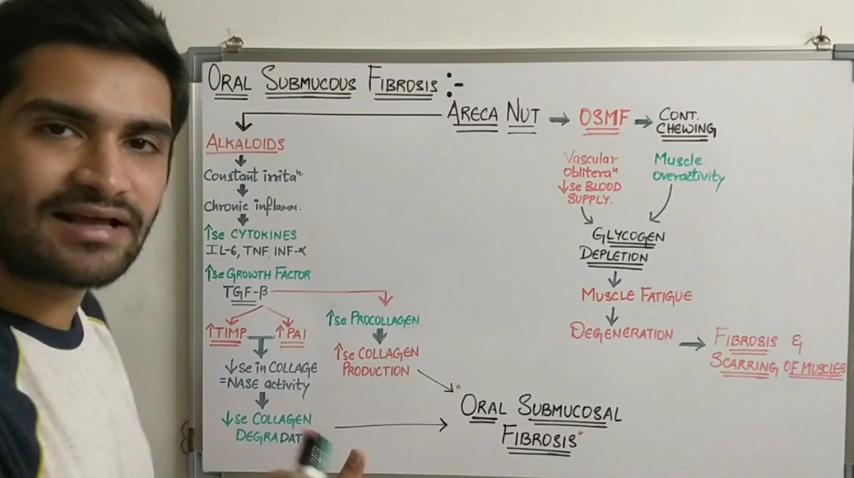 ORAL SUBMUCOUS FIBROSIS :-
ARECA NUT → OSMF → CONT.
CHEWING
ALKALOIDS
Constant irritaⁿ
Chronic inflamm.
↑se CYTOKINES
IL-6, TNF, INF-α
↑se GROWTH FACTOR
TGF-β
↑TIMP
↑PAI
↓se in COLLAGE
=NASE activity
↓se COLLAGEN
↑se PROCOLLAGEN
↑se COLLAGEN
PRODUCTION
Vascular
obliteraⁿ
↓se BLOOD
SUPPLY.
Muscle
overactivity
GLYCOGEN
DEPLETION
MUSCLE FATIGUE
DEGENERATION
FIBROSIS &
SCARRING OF MUSCLES
"ORAL SUBMUCOSAL
FIBROSIS"